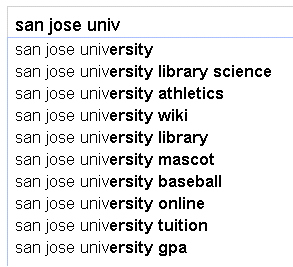 san jose univ
san jose university
san jose university library science
san jose university athletics
san jose university wiki
san jose university library
san jose university mascot
san jose university baseball
san jose university online
san jose university tuition
san jose university gpa